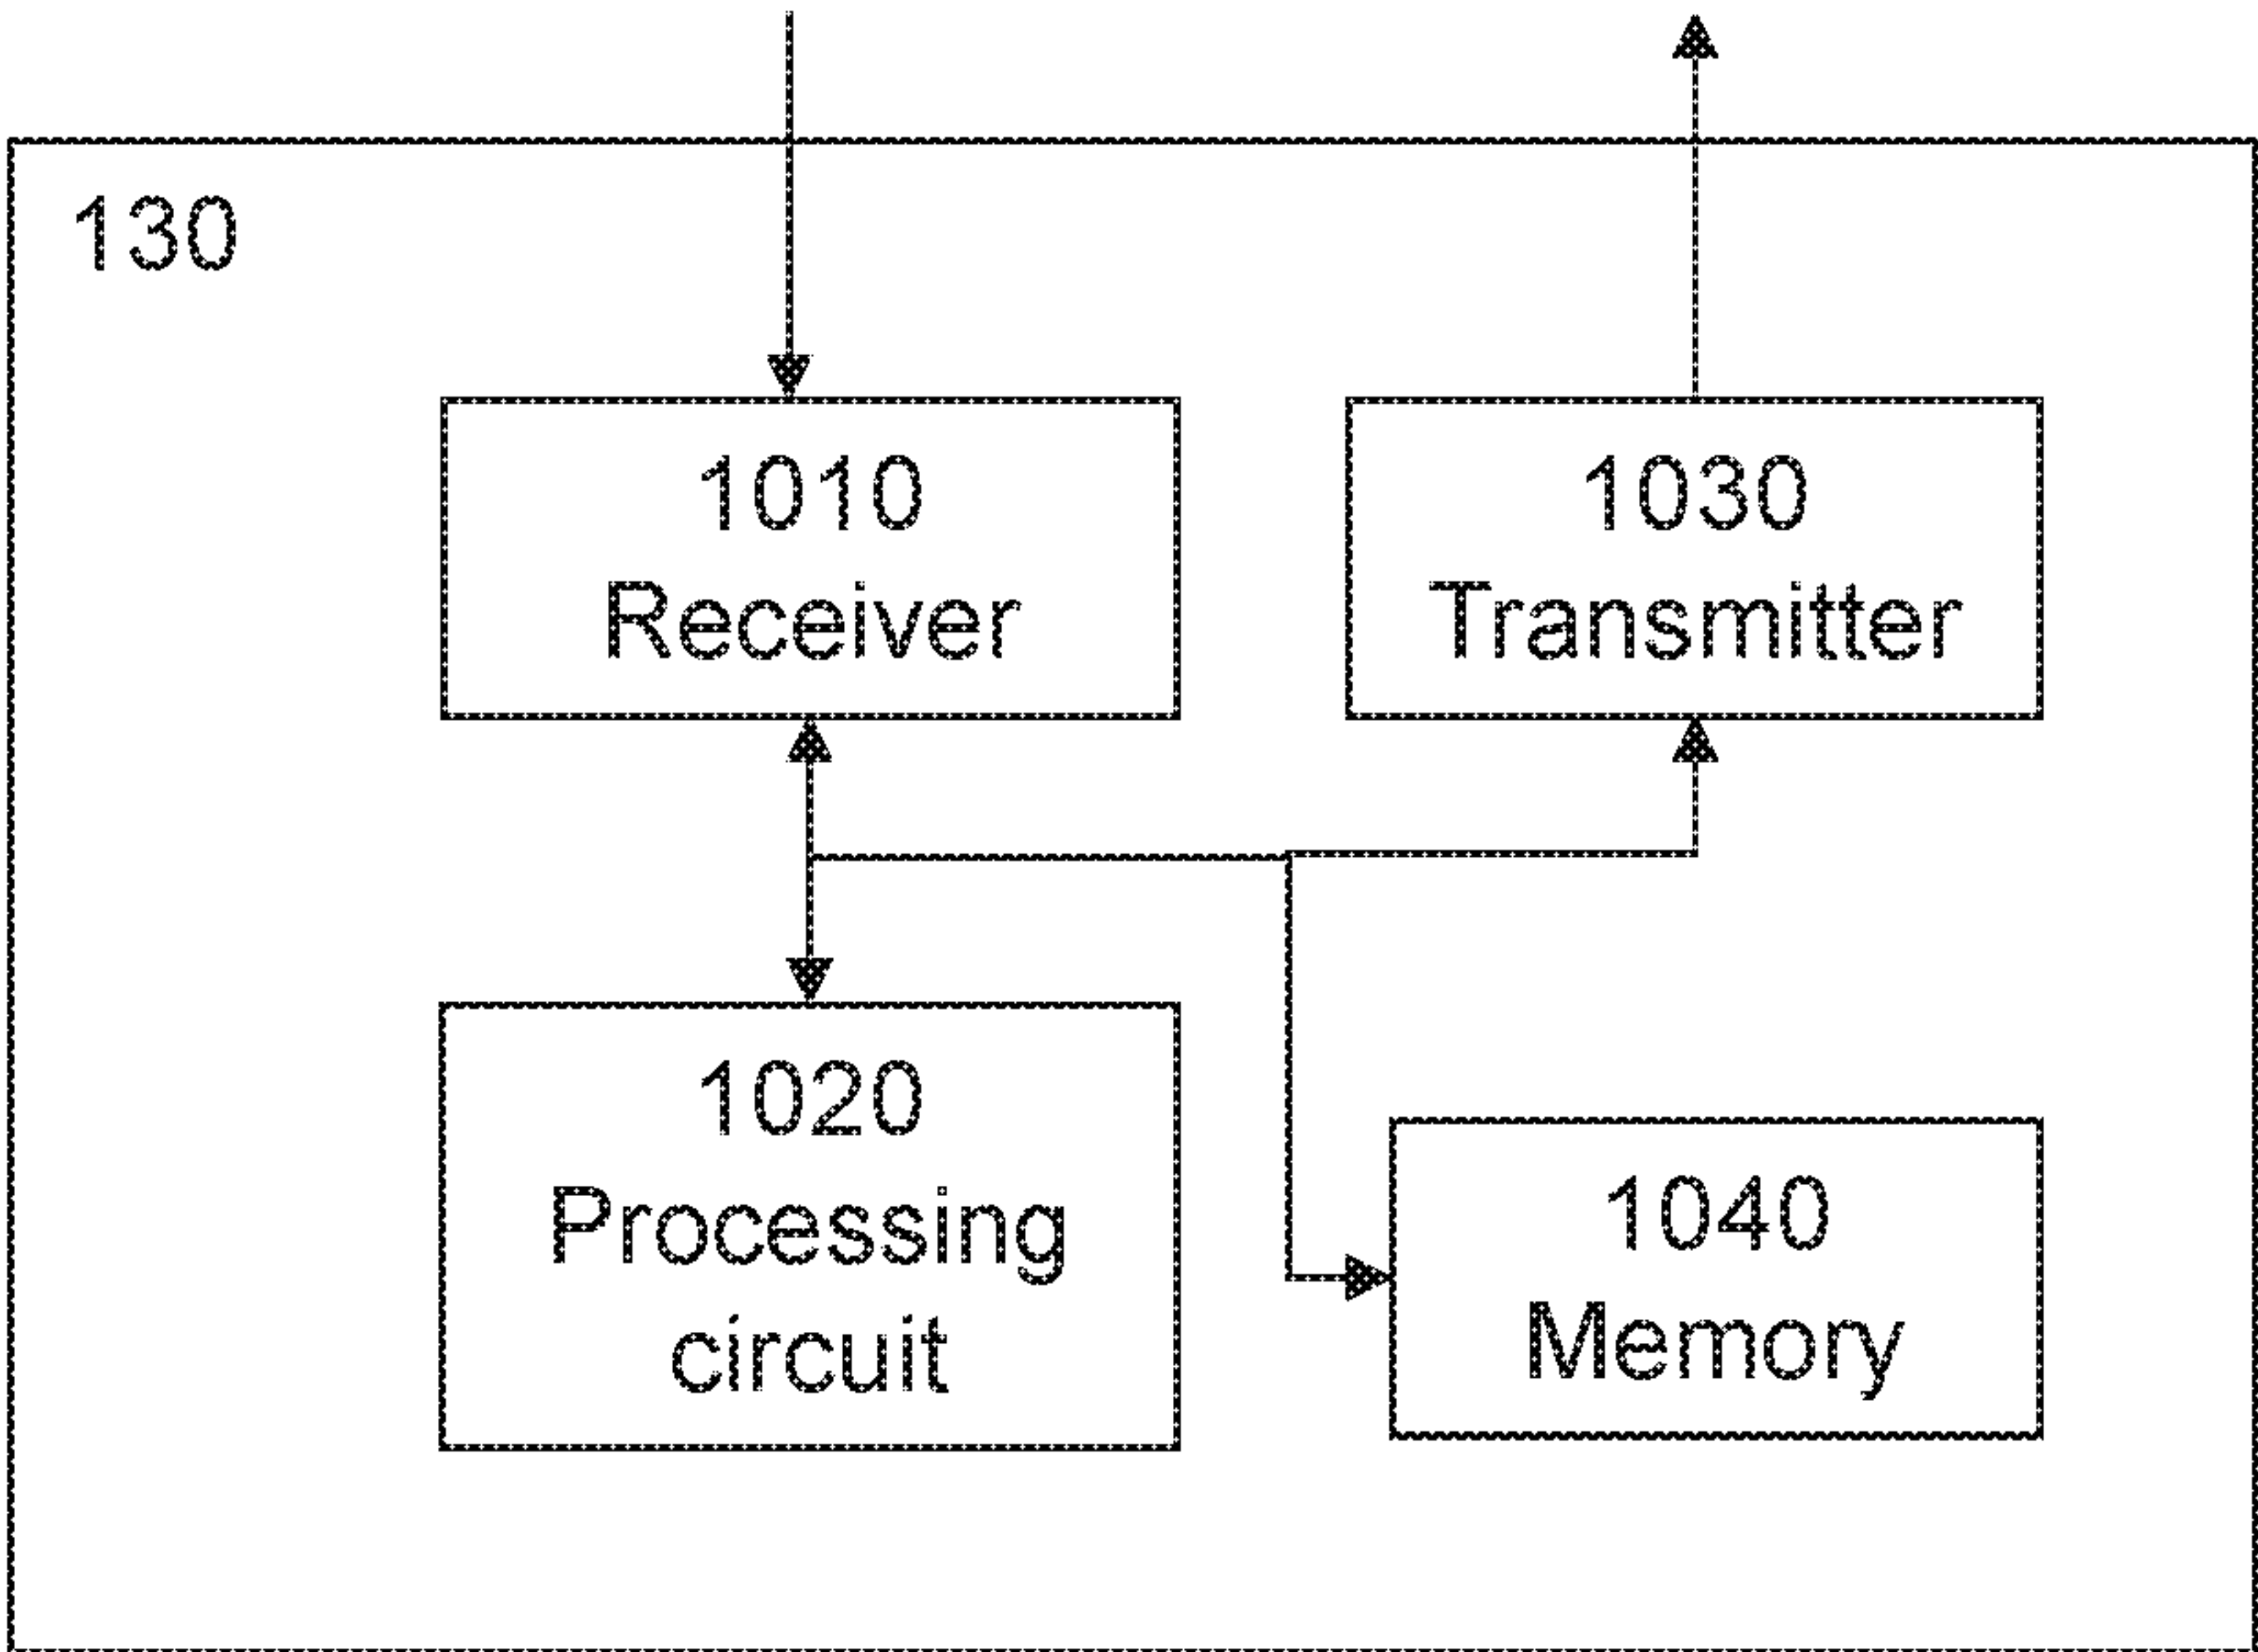 130
1010
Receiver
1030
Transmitter
1020
Processing
circuit
1040
Memory